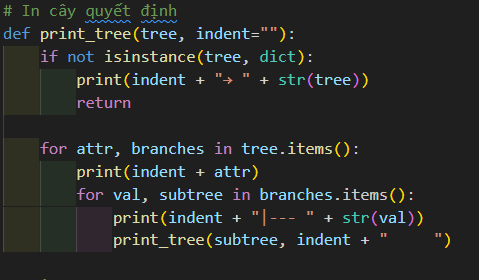 # In cây quyết định
def print_tree(tree, indent=""):
    if not isinstance(tree, dict):
        print(indent + "→ " + str(tree))
        return

    for attr, branches in tree.items():
        print(indent + attr)
        for val, subtree in branches.items():
            print(indent + "|--- " + str(val))
            print_tree(subtree, indent + "     ")